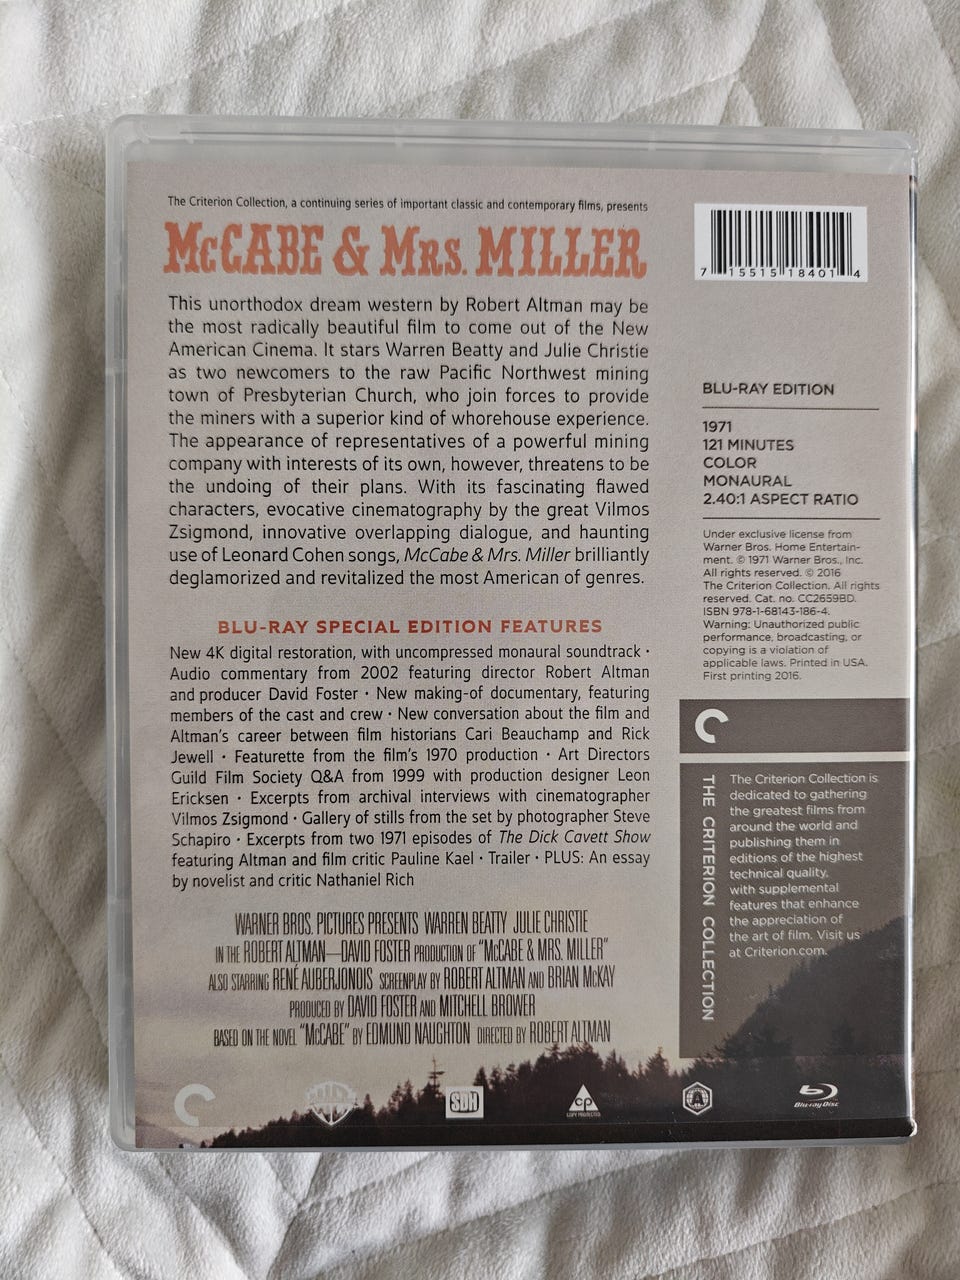 The Criterion Collection, a continuing series of important classic and contemporary films, presents
McCABE & MRS. MILLER
This unorthodox dream western by Robert Altman may be
the most radically beautiful film to come out of the New
American Cinema. It stars Warren Beatty and Julie Christie
as two newcomers to the raw Pacific Northwest mining
town of Presbyterian Church, who join forces to provide
the miners with a superior kind of whorehouse experience.
The appearance of representatives of a powerful mining
company with interests of its own, however, threatens to be
the undoing of their plans. With its fascinating flawed
characters, evocative cinematography by the great Vilmos
Zsigmond, innovative overlapping dialogue, and haunting
use of Leonard Cohen songs, McCabe & Mrs. Miller brilliantly
deglamorized and revitalized the most American of genres.
BLU-RAY SPECIAL EDITION FEATURES
New 4K digital restoration, with uncompressed monaural soundtrack ·
Audio commentary from 2002 featuring director Robert Altman
and producer David Foster · New making-of documentary, featuring
members of the cast and crew · New conversation about the film and
Altman's career between film historians Cari Beauchamp and Rick
Jewell · Featurette from the film's 1970 production · Art Directors
Guild Film Society Q&A from 1999 with production designer Leon
Ericksen · Excerpts from archival interviews with cinematographer
Vilmos Zsigmond · Gallery of stills from the set by photographer Steve
Schapiro · Excerpts from two 1971 episodes of The Dick Cavett Show
featuring Altman and film critic Pauline Kael · Trailer · PLUS: An essay
by novelist and critic Nathaniel Rich
WARNER BROS. PICTURES PRESENTS WARREN BEATTY JULIE CHRISTIE
IN THE ROBERT ALTMAN—DAVID FOSTER PRODUCTION OF "McCABE & MRS. MILLER"
ALSO STARRING RENÉ AUBERJONOIS SCREENPLAY BY ROBERT ALTMAN AND BRIAN McKAY
PRODUCED BY DAVID FOSTER AND MITCHELL BROWER
BASED ON THE NOVEL "McCABE" BY EDMUND NAUGHTON DIRECTED BY ROBERT ALTMAN
7 15515 18401 4
BLU-RAY EDITION
1971
121 MINUTES
COLOR
MONAURAL
2.40:1 ASPECT RATIO
Under exclusive license from
Warner Bros. Home Entertain-
ment. © 1971 Warner Bros., Inc.
All rights reserved. © 2016
The Criterion Collection. All rights
reserved. Cat. no. CC2659BD.
ISBN 978-1-68143-186-4.
Warning: Unauthorized public
performance, broadcasting, or
copying is a violation of
applicable laws. Printed in USA.
First printing 2016.
THE CRITERION COLLECTION
The Criterion Collection is
dedicated to gathering
the greatest films from
around the world and
publishing them in
editions of the highest
technical quality,
with supplemental
features that enhance
the appreciation of
the art of film. Visit us
at Criterion.com.
WB
SDH
CP
COPY PROTECTED
A
Blu-ray Disc